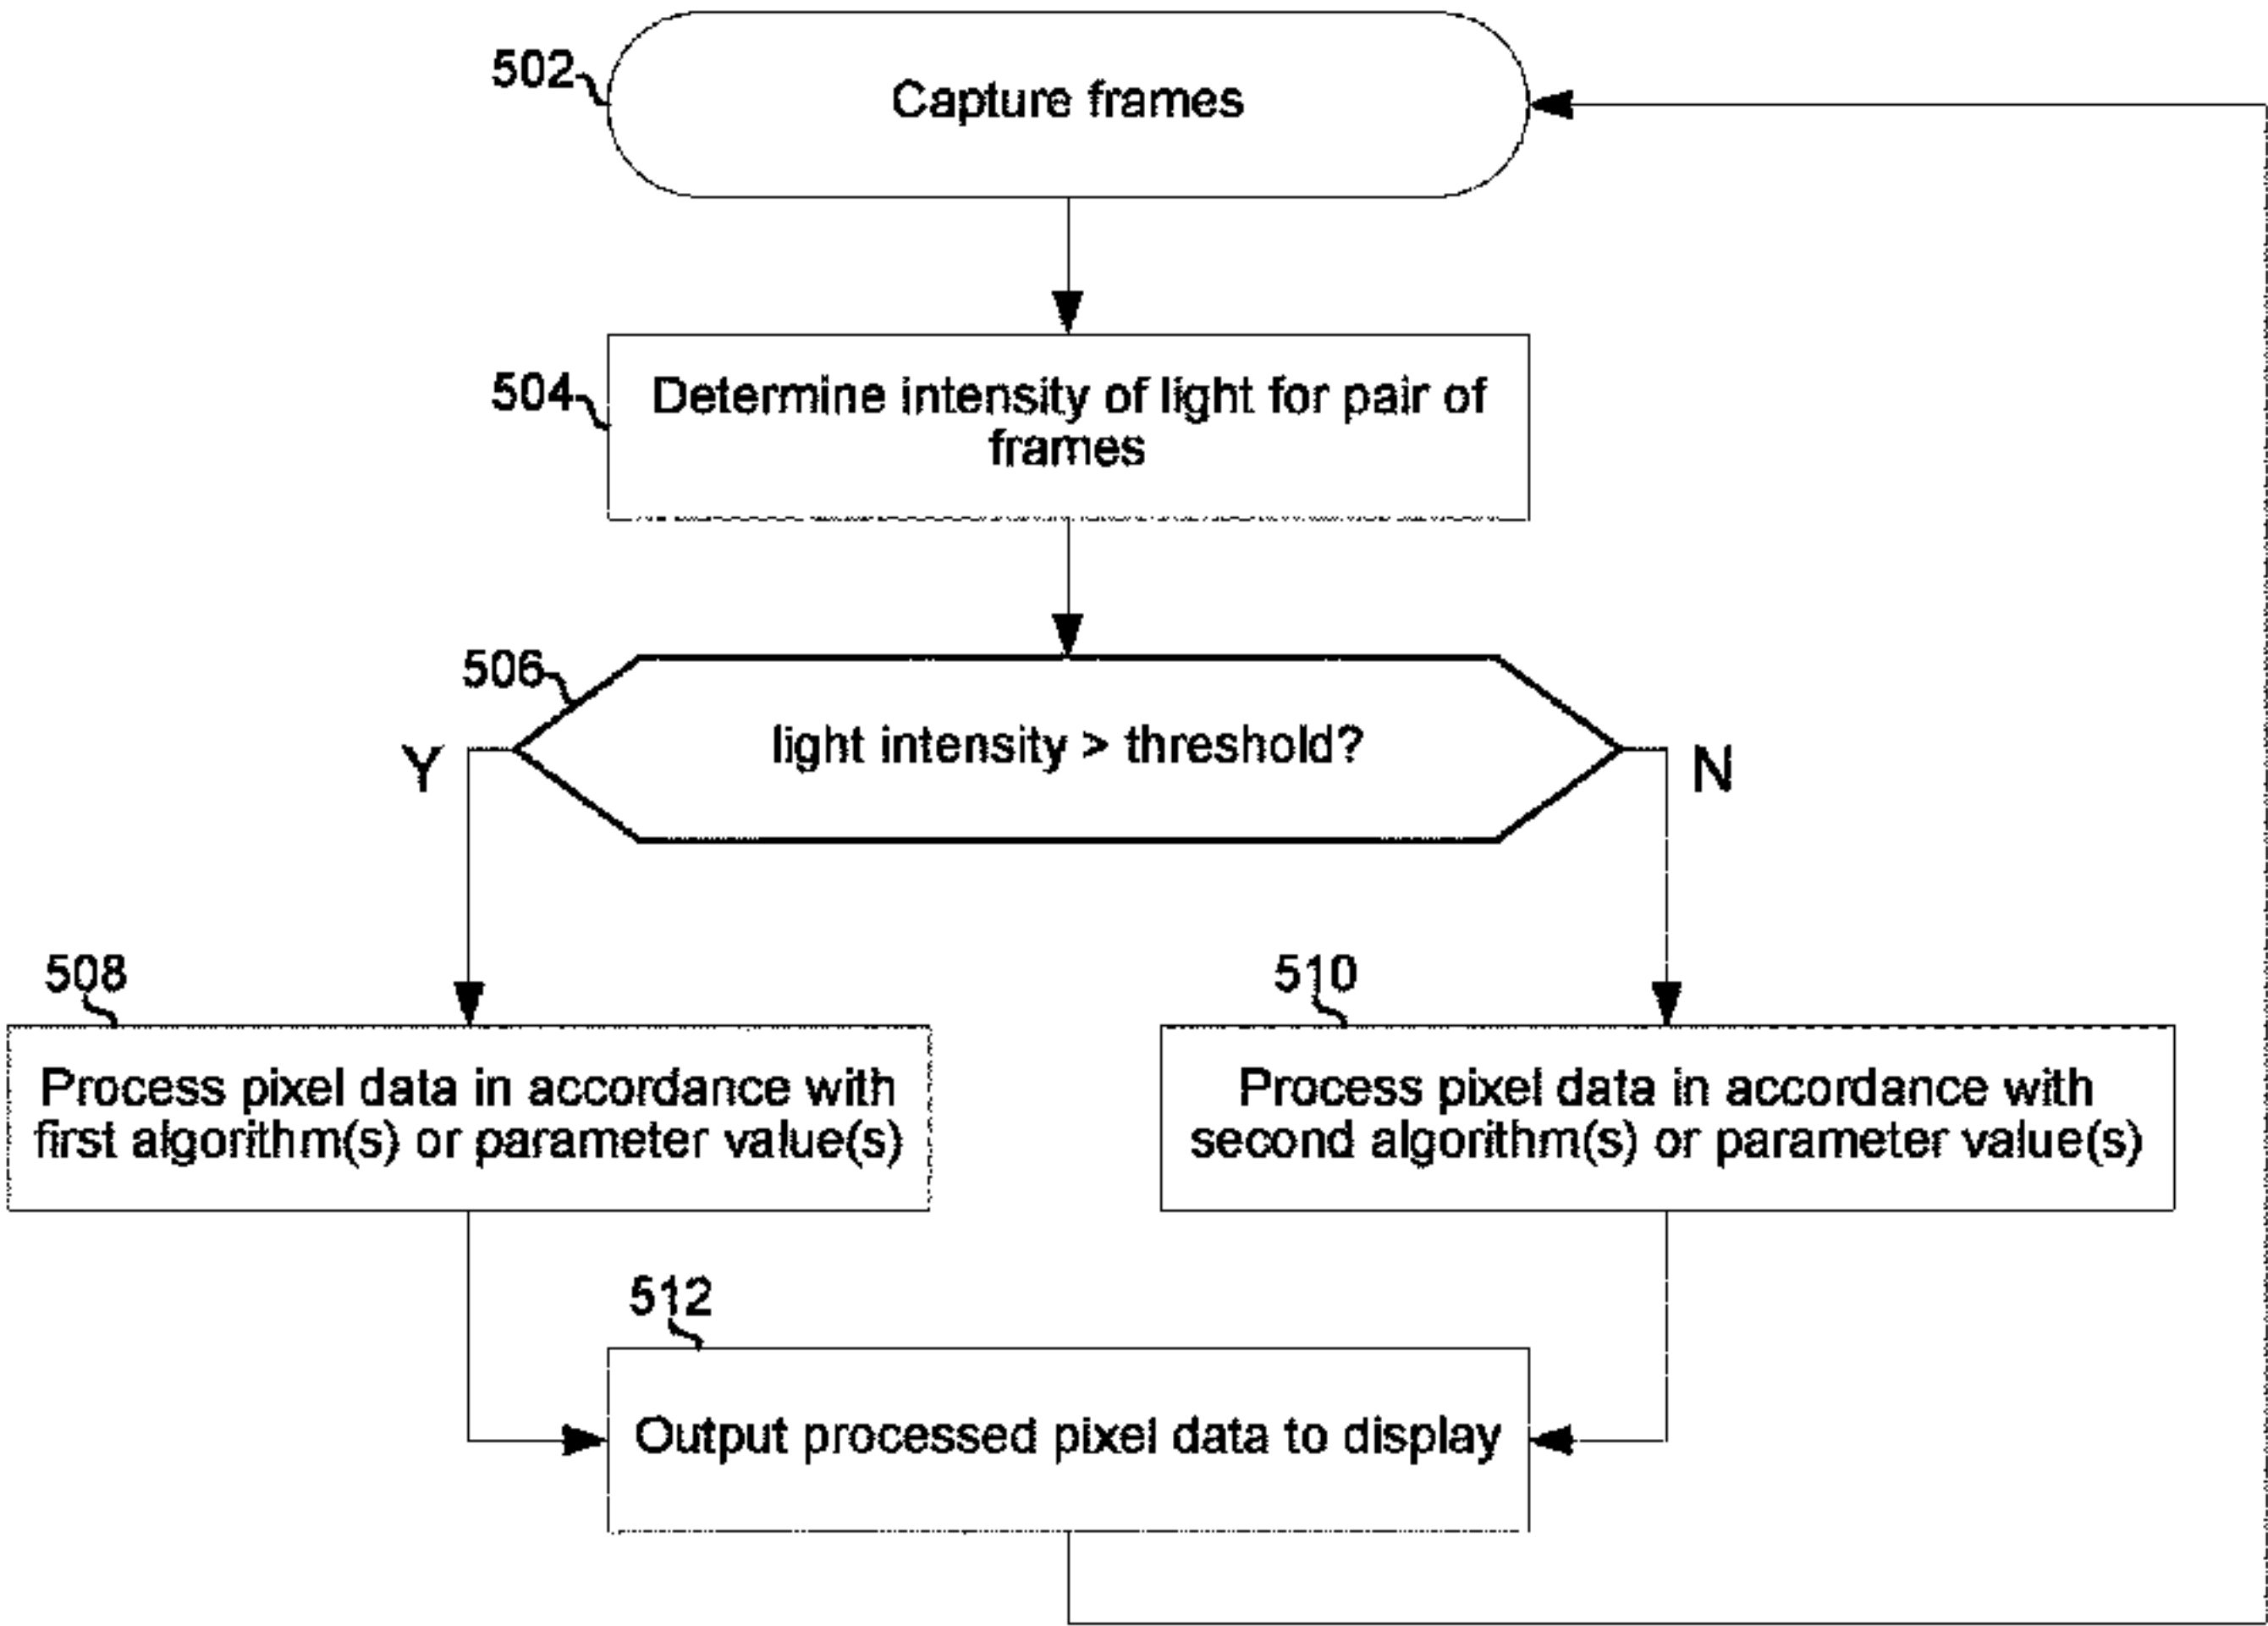 502
Capture frames
504
Determine intensity of light for pair of
frames
506
light intensity > threshold?
Y
N
508
Process pixel data in accordance with
first algorithm(s) or parameter value(s)
510
Process pixel data in accordance with
second algorithm(s) or parameter value(s)
512
Output processed pixel data to display